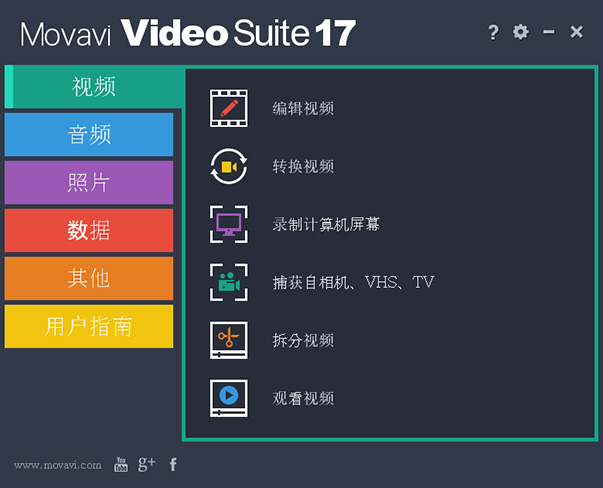 Movavi Video Suite 17
?
视频
音频
照片
数据
其他
用户指南
编辑视频
转换视频
录制计算机屏幕
捕获自相机、VHS、TV
拆分视频
观看视频
www.movavi.com
You Tube
g+
f